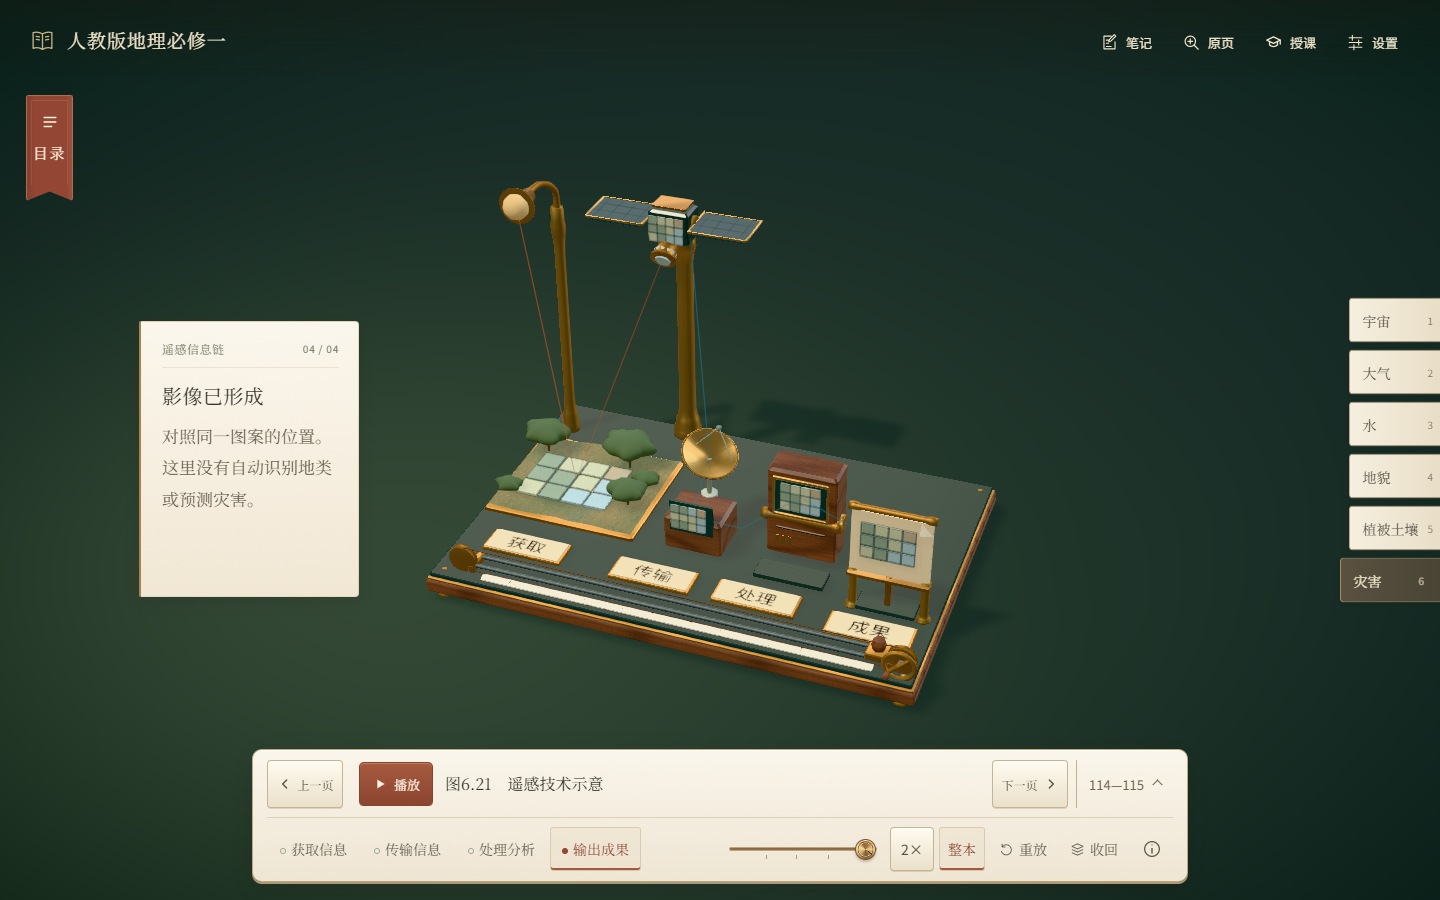 人教版地理必修一
笔记
原页
授课
设置
目录
遥感信息链 04 / 04
影像已形成
对照同一图案的位置。
这里没有自动识别地类
或预测灾害。
宇宙 1
大气 2
水 3
地貌 4
植被土壤 5
灾害 6
获取
传输
处理
成果
上一页
播放
图6.21 遥感技术示意
下一页
114—115
获取信息
传输信息
处理分析
输出成果
2×
整本
重放
收回